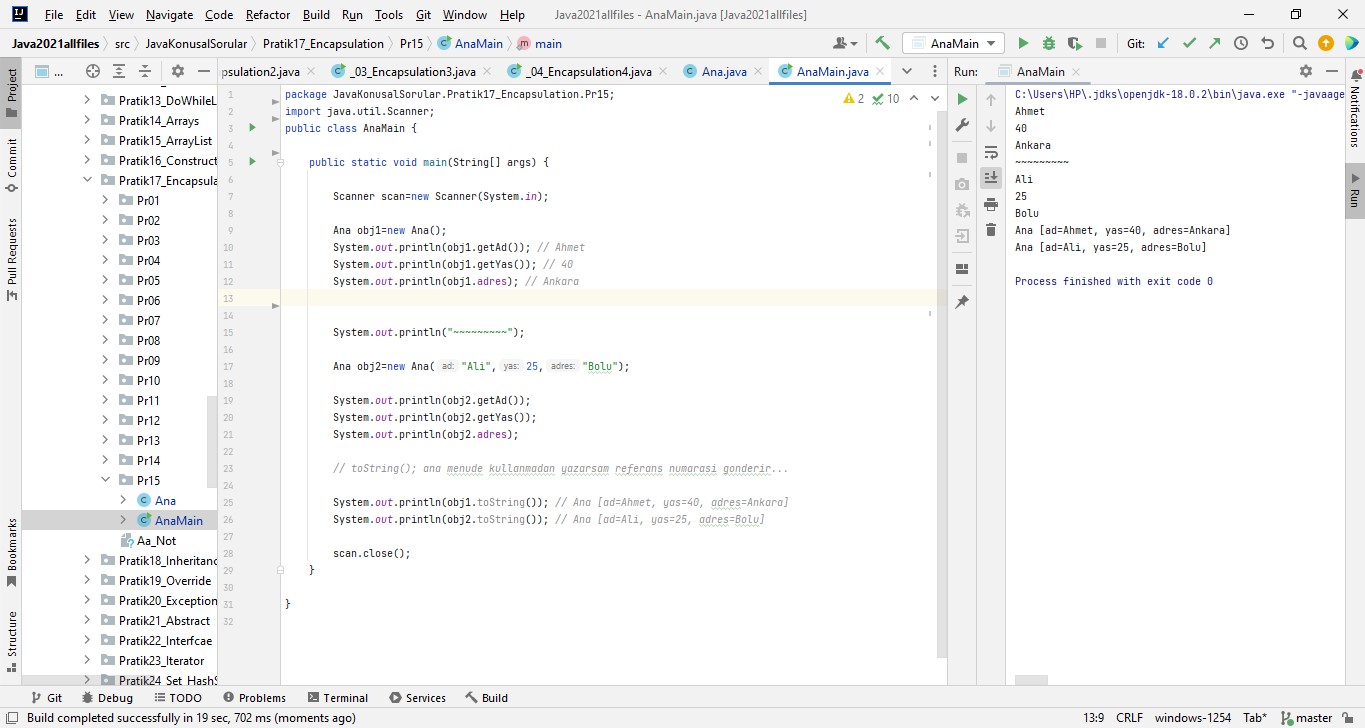 File Edit View Navigate Code Refactor Build Run Tools Git Window Help Java2021allfiles - AnaMain.java [Java2021allfiles]
Java2021allfiles src JavaKonusalSorular Pratik17_Encapsulation Pr15 AnaMain main AnaMain Git:
... psulation2.java _03_Encapsulation3.java _04_Encapsulation4.java Ana.java AnaMain.java Run: AnaMain
Project
Commit
Pull Requests
Bookmarks
Structure
Pratik13_DoWhileL
Pratik14_Arrays
Pratik15_ArrayList
Pratik16_Construct
Pratik17_Encapsula
Pr01
Pr02
Pr03
Pr04
Pr05
Pr06
Pr07
Pr08
Pr09
Pr10
Pr11
Pr12
Pr13
Pr14
Pr15
Ana
AnaMain
Aa_Not
Pratik18_Inheritanc
Pratik19_Override
Pratik20_Exception
Pratik21_Abstract
Pratik22_Interfcae
Pratik23_Iterator
Pratik24_Set_HashS
2 10
1 package JavaKonusalSorular.Pratik17_Encapsulation.Pr15;
2 import java.util.Scanner;
3 public class AnaMain {
4
5 public static void main(String[] args) {
6
7 Scanner scan=new Scanner(System.in);
8
9 Ana obj1=new Ana();
10 System.out.println(obj1.getAd()); // Ahmet
11 System.out.println(obj1.getYas()); // 40
12 System.out.println(obj1.adres); // Ankara
13
14
15 System.out.println("~~~~~~~~~");
16
17 Ana obj2=new Ana( ad: "Ali", yas: 25, adres: "Bolu");
18
19 System.out.println(obj2.getAd());
20 System.out.println(obj2.getYas());
21 System.out.println(obj2.adres);
22
23 // toString(); ana menude kullanmadan yazarsam referans numarasi gonderir...
24
25 System.out.println(obj1.toString()); // Ana [ad=Ahmet, yas=40, adres=Ankara]
26 System.out.println(obj2.toString()); // Ana [ad=Ali, yas=25, adres=Bolu]
27
28 scan.close();
29 }
30
31 }
32
C:\Users\HP\.jdks\openjdk-18.0.2\bin\java.exe "-javaage
Ahmet
40
Ankara
~~~~~~~~~
Ali
25
Bolu
Ana [ad=Ahmet, yas=40, adres=Ankara]
Ana [ad=Ali, yas=25, adres=Bolu]
Process finished with exit code 0
Notifications
Run
Git Debug TODO Problems Terminal Services Build
Build completed successfully in 19 sec, 702 ms (moments ago) 13:9 CRLF windows-1254 Tab* master